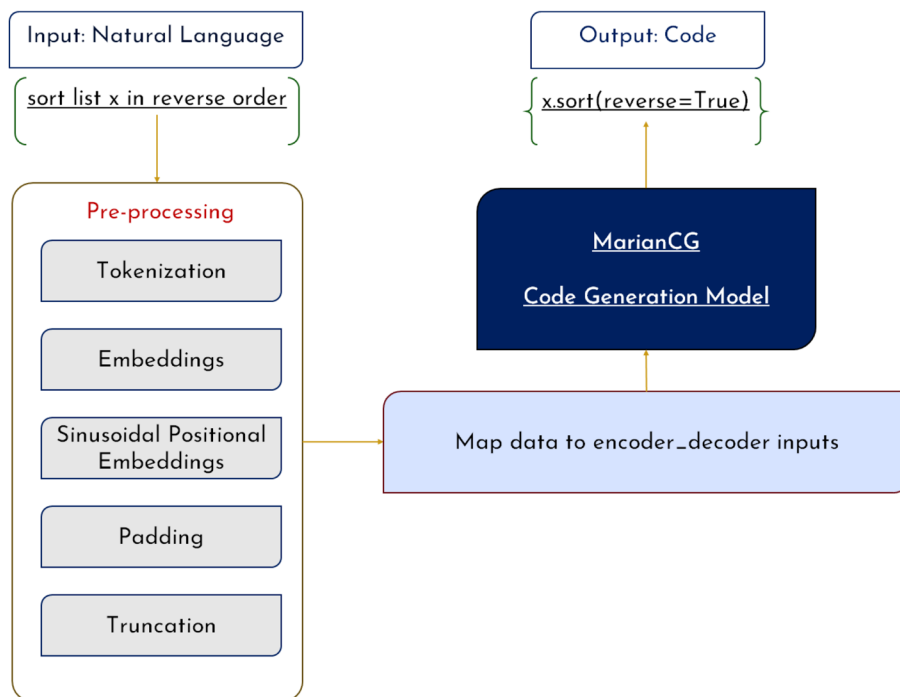 Input: Natural Language
sort list x in reverse order
Pre-processing
Tokenization
Embeddings
Sinusoidal Positional
Embeddings
Padding
Truncation
Map data to encoder_decoder inputs
MarianCG
Code Generation Model
Output: Code
x.sort(reverse=True)